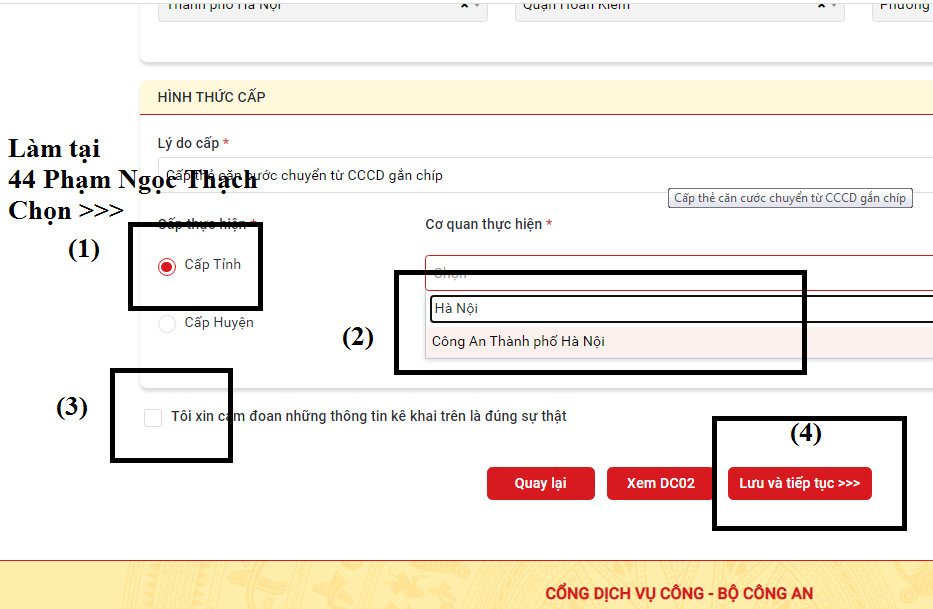 Thành phố Hà Nội
Quận Hoàn Kiếm
Phường
HÌNH THỨC CẤP
Lý do cấp *
Cấp thẻ căn cước chuyển từ CCCD gắn chíp
Cấp thẻ căn cước chuyển từ CCCD gắn chíp
Làm tại
44 Phạm Ngọc Thạch
Chọn >>>
(1)
Cấp thực hiện *
Cơ quan thực hiện *
Cấp Tỉnh
Chọn
Hà Nội
Cấp Huyện
(2)
Công An Thành phố Hà Nội
(3)
Tôi xin cam đoan những thông tin kê khai trên là đúng sự thật
(4)
Quay lại
Xem DC02
Lưu và tiếp tục >>>
CỔNG DỊCH VỤ CÔNG - BỘ CÔNG AN